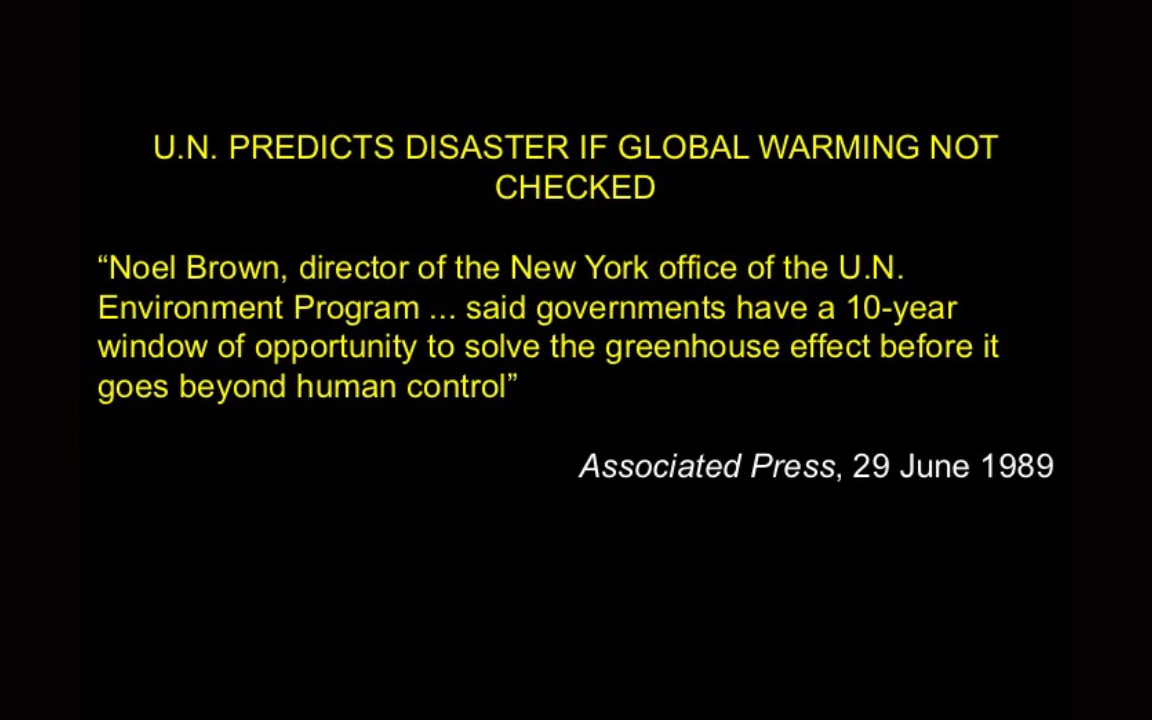 U.N. PREDICTS DISASTER IF GLOBAL WARMING NOT
CHECKED
“Noel Brown, director of the New York office of the U.N.
Environment Program ... said governments have a 10-year
window of opportunity to solve the greenhouse effect before it
goes beyond human control”
Associated Press, 29 June 1989